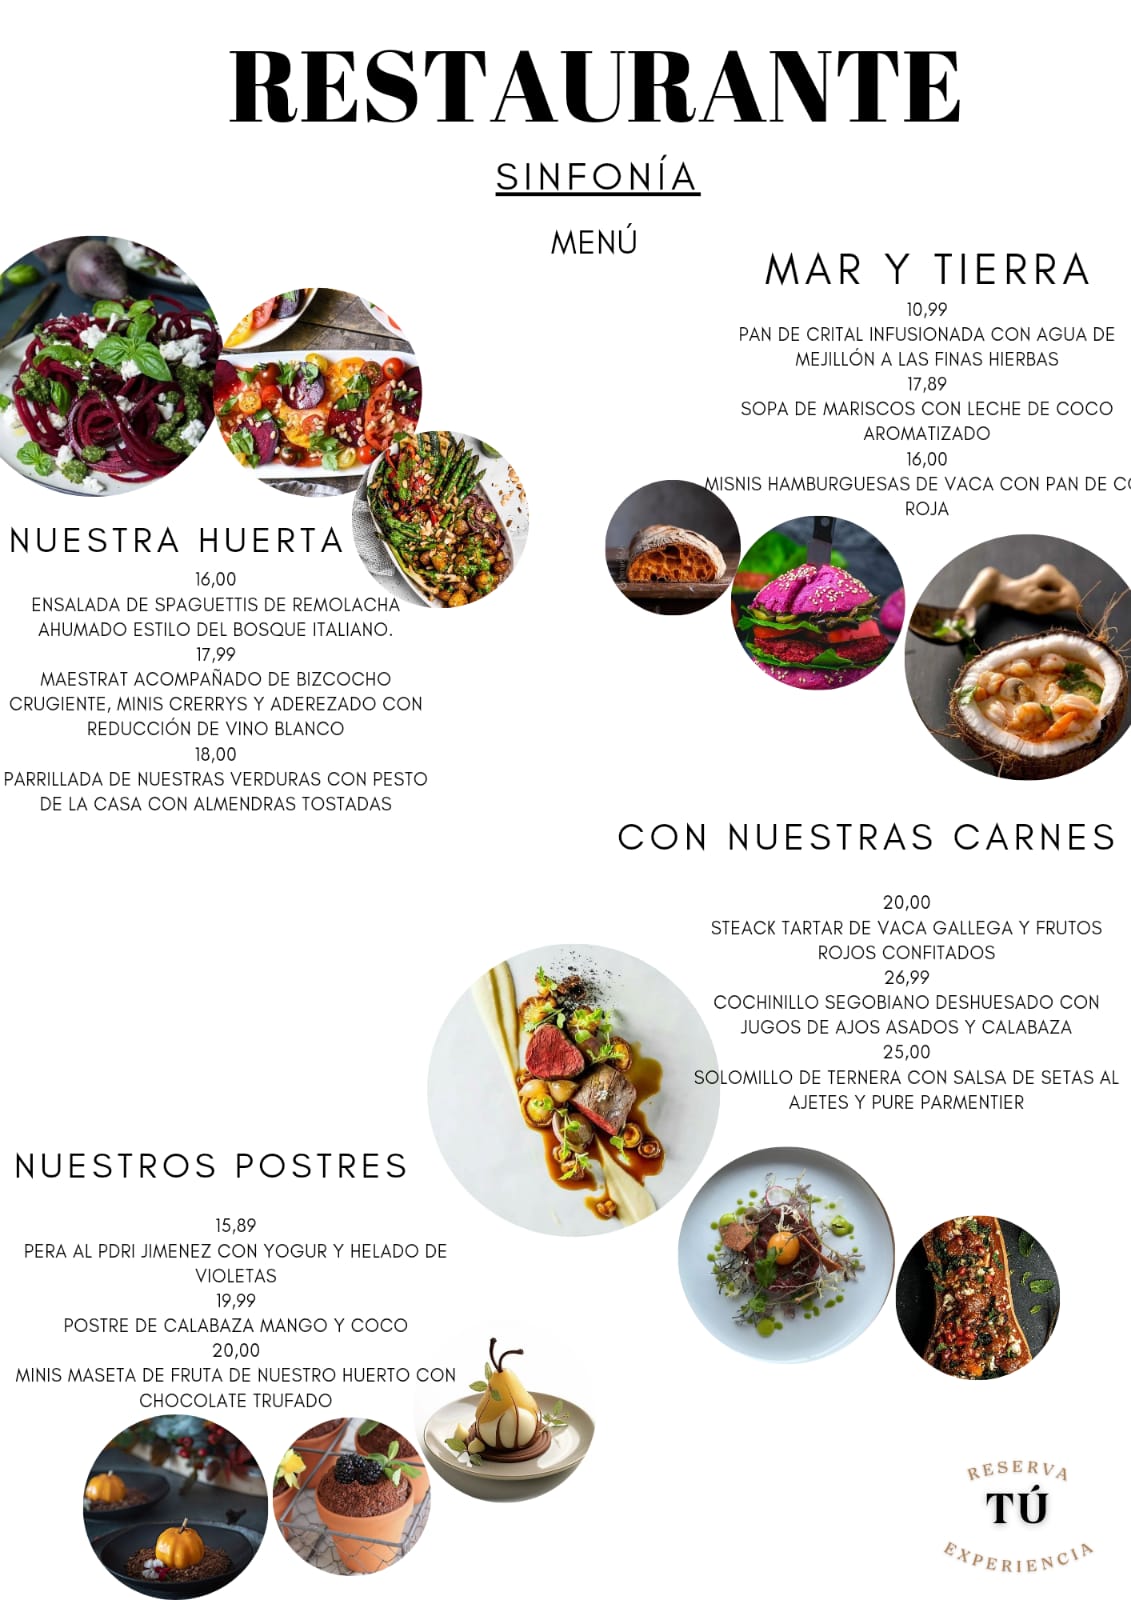 RESTAURANTE
SINFONÍA
MENÚ
MAR Y TIERRA
10,99
PAN DE CRITAL INFUSIONADA CON AGUA DE
MEJILLÓN A LAS FINAS HIERBAS
17,89
SOPA DE MARISCOS CON LECHE DE COCO
AROMATIZADO
16,00
MISNIS HAMBURGUESAS DE VACA CON PAN DE
ROJA
NUESTRA HUERTA
16,00
ENSALADA DE SPAGUETTIS DE REMOLACHA
AHUMADO ESTILO DEL BOSQUE ITALIANO.
17,99
MAESTRAT ACOMPAÑADO DE BIZCOCHO
CRUGIENTE, MINIS CRERRYS Y ADEREZADO CON
REDUCCIÓN DE VINO BLANCO
18,00
PARRILLADA DE NUESTRAS VERDURAS CON PESTO
DE LA CASA CON ALMENDRAS TOSTADAS
CON NUESTRAS CARNES
20,00
STEACK TARTAR DE VACA GALLEGA Y FRUTOS
ROJOS CONFITADOS
26,99
COCHINILLO SEGOBIANO DESHUESADO CON
JUGOS DE AJOS ASADOS Y CALABAZA
25,00
SOLOMILLO DE TERNERA CON SALSA DE SETAS AL
AJETES Y PURE PARMENTIER
NUESTROS POSTRES
15,89
PERA AL PDRI JIMENEZ CON YOGUR Y HELADO DE
VIOLETAS
19,99
POSTRE DE CALABAZA MANGO Y COCO
20,00
MINIS MASETA DE FRUTA DE NUESTRO HUERTO CON
CHOCOLATE TRUFADO
RESERVA
TÚ
EXPERIENCIA